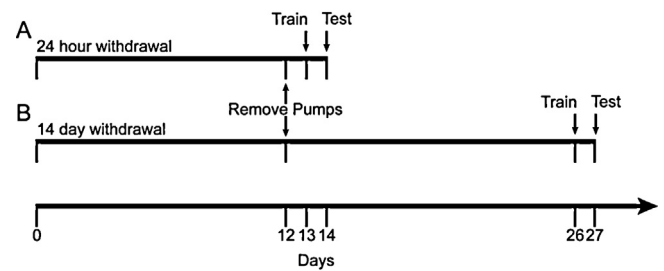 A
Train Test
24 hour withdrawal
Remove Pumps
B
Train Test
14 day withdrawal
0 12 13 14 26 27
Days